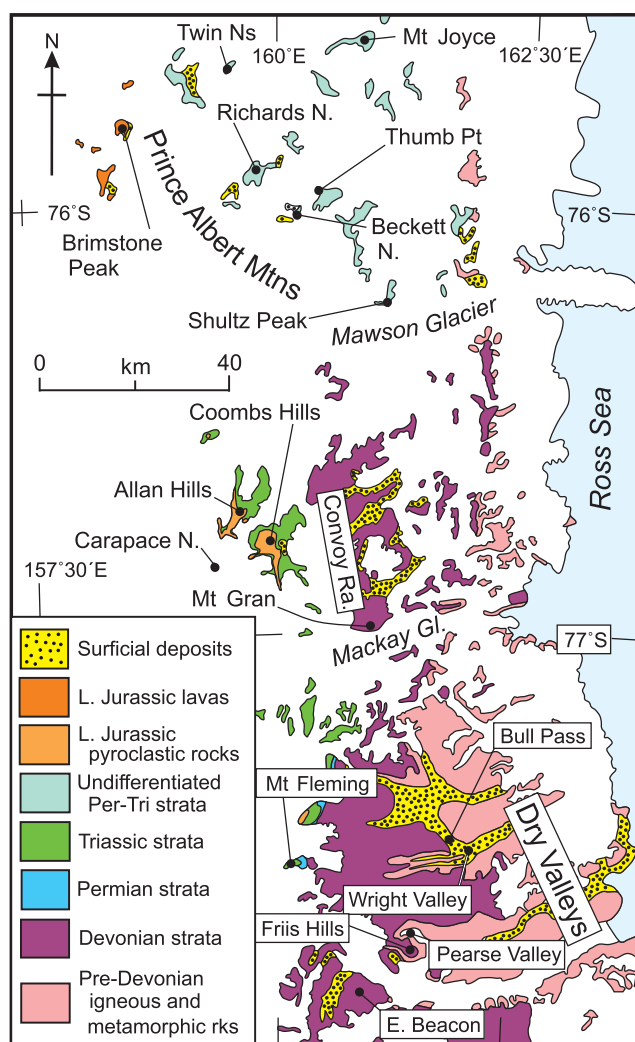 Twin Ns
160°E
Mt Joyce
162°30´E
N
Richards N.
Thumb Pt
Prince Albert Mtns
76°S
76°S
Brimstone
Peak
Beckett
N.
Shultz Peak
Mawson Glacier
0 km 40
Ross Sea
Coombs Hills
Allan Hills
Convoy Ra.
Carapace N.
157°30´E
Mt Gran
Mackay Gl.
77°S
Surficial deposits
L. Jurassic lavas
L. Jurassic
pyroclastic rocks
Undifferentiated
Per-Tri strata
Triassic strata
Permian strata
Devonian strata
Pre-Devonian
igneous and
metamorphic rks
Bull Pass
Mt Fleming
Dry Valleys
Wright Valley
Friis Hills
Pearse Valley
E. Beacon